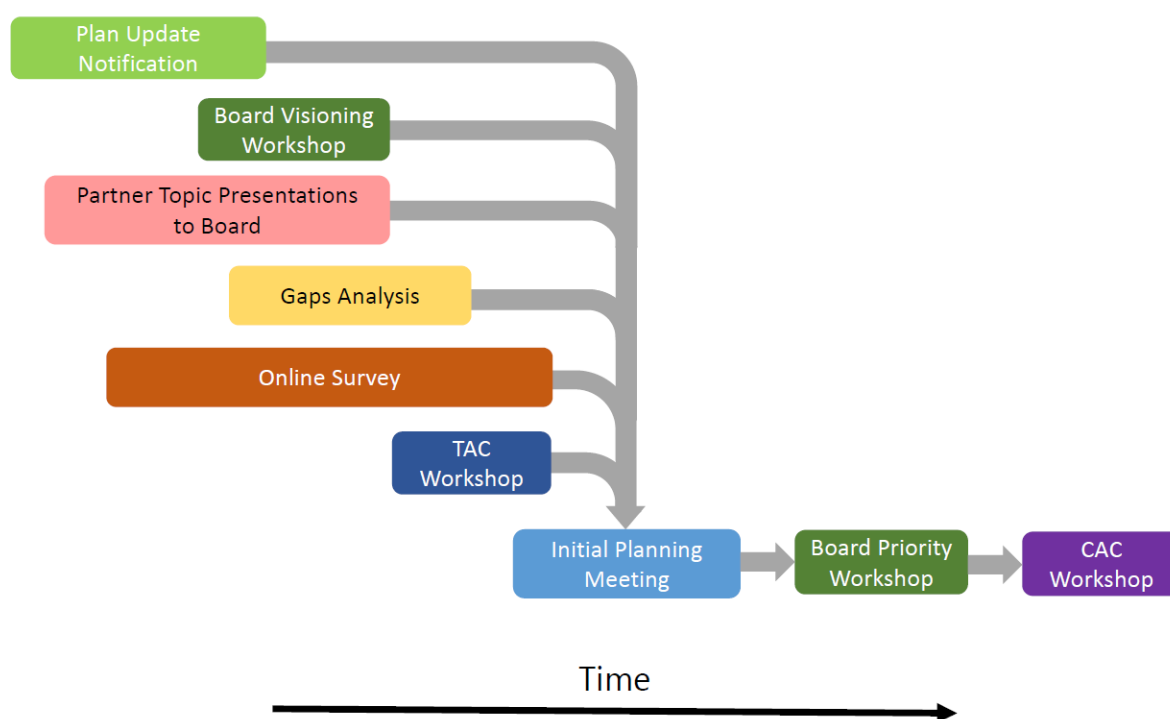 Plan Update
Notification
Board Visioning
Workshop
Partner Topic Presentations
to Board
Gaps Analysis
Online Survey
TAC
Workshop
Initial Planning
Meeting
Board Priority
Workshop
CAC
Workshop
Time